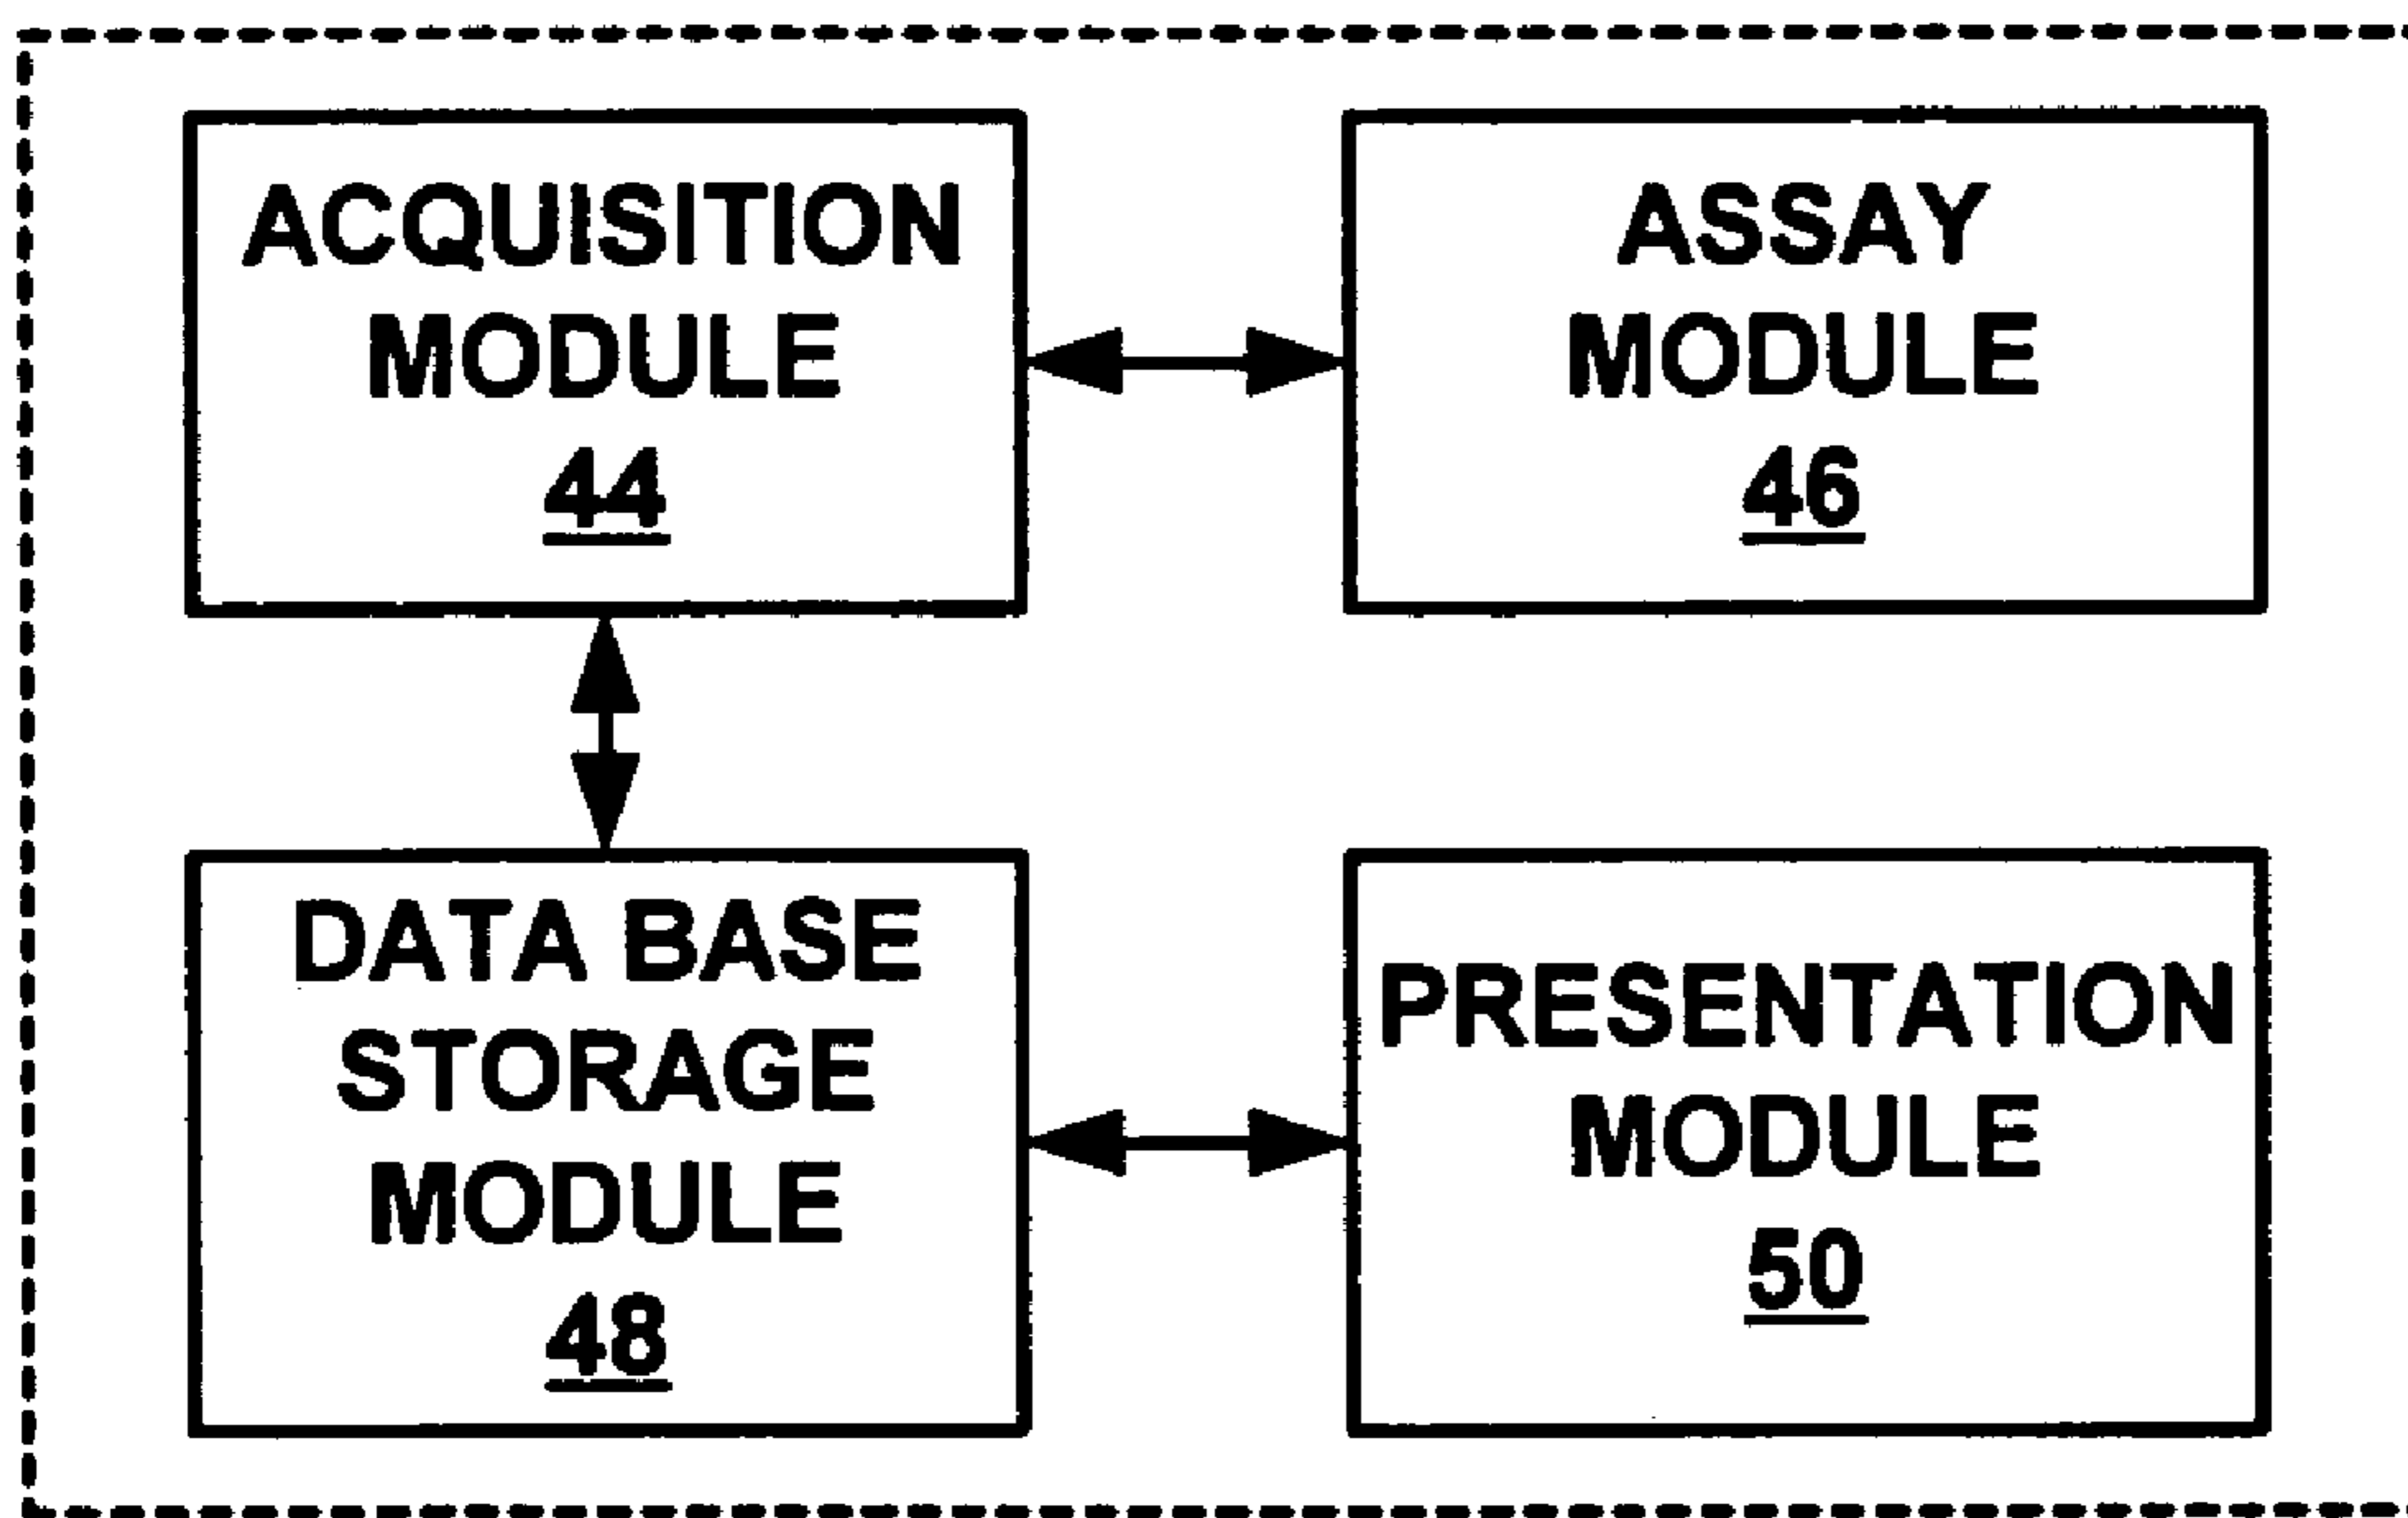 ACQUISITION
MODULE
44
ASSAY
MODULE
46
DATA BASE
STORAGE
MODULE
48
PRESENTATION
MODULE
50